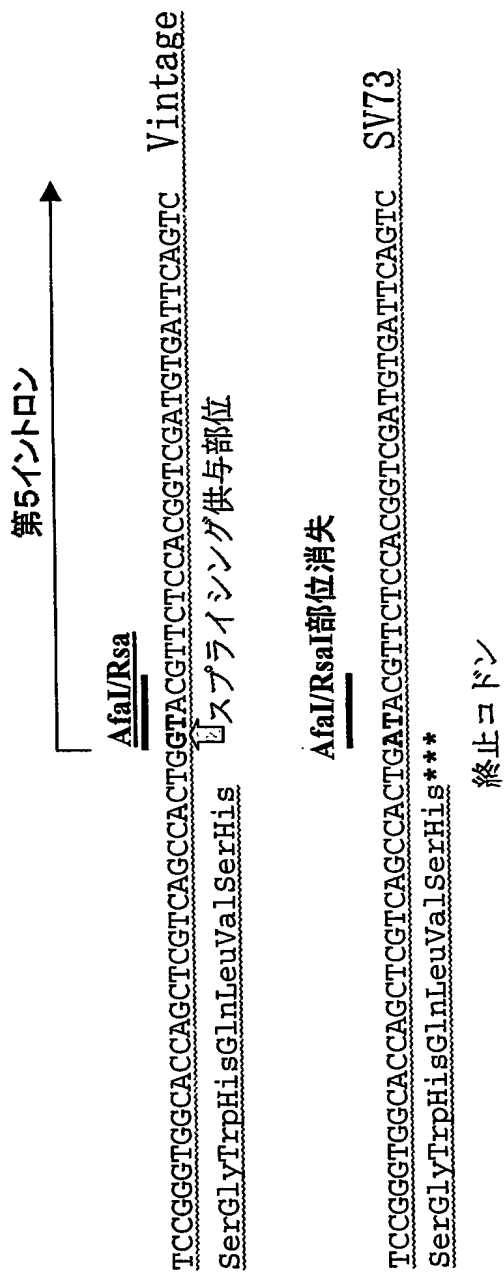 第5イントロン
AfaI/Rsa
TCCGGGTGGCACCAGCTCGTCAGCCACTGGTACGTTCTCCACGGTCGATGTGATTCAGTC Vintage
スプライシング供与部位
SerGlyTrpHisGlnLeuValSerHis
AfaI/RsaI部位消失
TCCGGGTGGCACCAGCTCGTCAGCCACTGATACGTTCTCCACGGTCGATGTGATTCAGTC SV73
SerGlyTrpHisGlnLeuValSerHis***
終止コドン